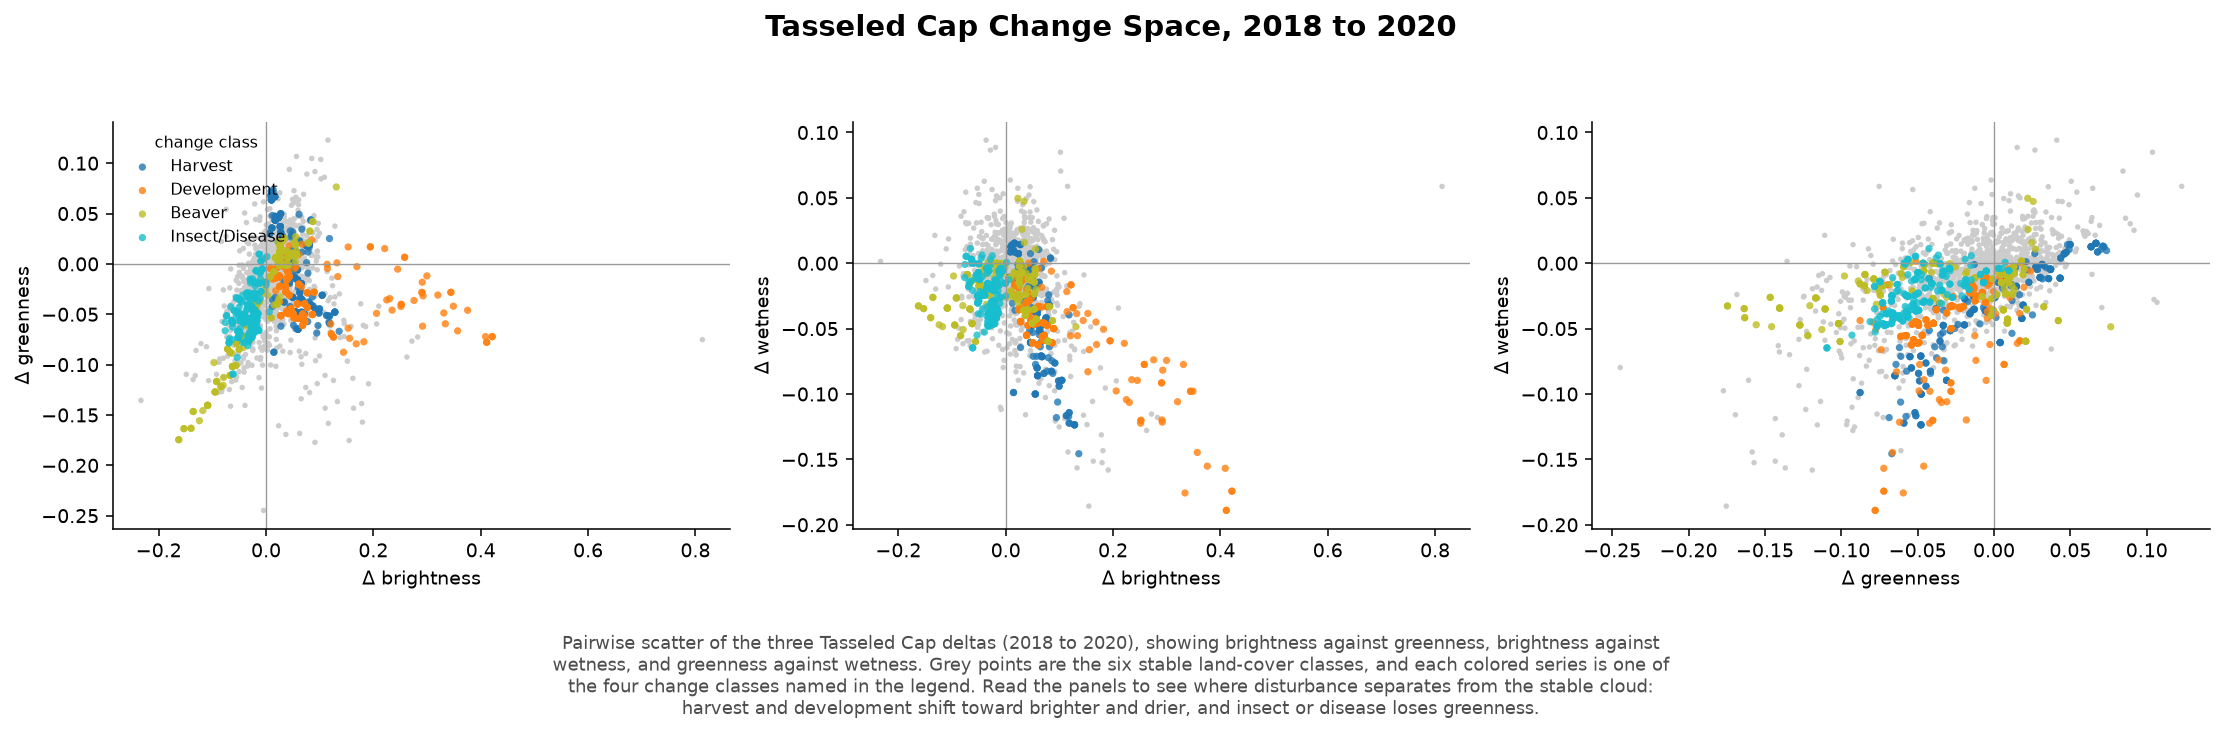 Tasseled Cap Change Space, 2018 to 2020
change class
Harvest
Development
Beaver
Insect/Disease
0.10
0.05
0.00
−0.05
−0.10
−0.15
−0.20
−0.25
Δ greenness
−0.2
0.0
0.2
0.4
0.6
0.8
Δ brightness
0.10
0.05
0.00
−0.05
−0.10
−0.15
−0.20
Δ wetness
−0.2
0.0
0.2
0.4
0.6
0.8
Δ brightness
0.10
0.05
0.00
−0.05
−0.10
−0.15
−0.20
Δ wetness
−0.25
−0.20
−0.15
−0.10
−0.05
0.00
0.05
0.10
Δ greenness
Pairwise scatter of the three Tasseled Cap deltas (2018 to 2020), showing brightness against greenness, brightness against
wetness, and greenness against wetness. Grey points are the six stable land-cover classes, and each colored series is one of
the four change classes named in the legend. Read the panels to see where disturbance separates from the stable cloud:
harvest and development shift toward brighter and drier, and insect or disease loses greenness.